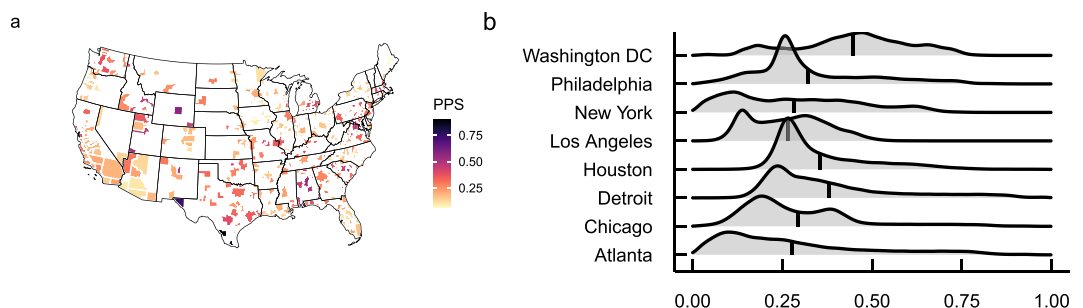 a
PPS
0.75
0.50
0.25
b
Washington DC
Philadelphia
New York
Los Angeles
Houston
Detroit
Chicago
Atlanta
0.00 0.25 0.50 0.75 1.00